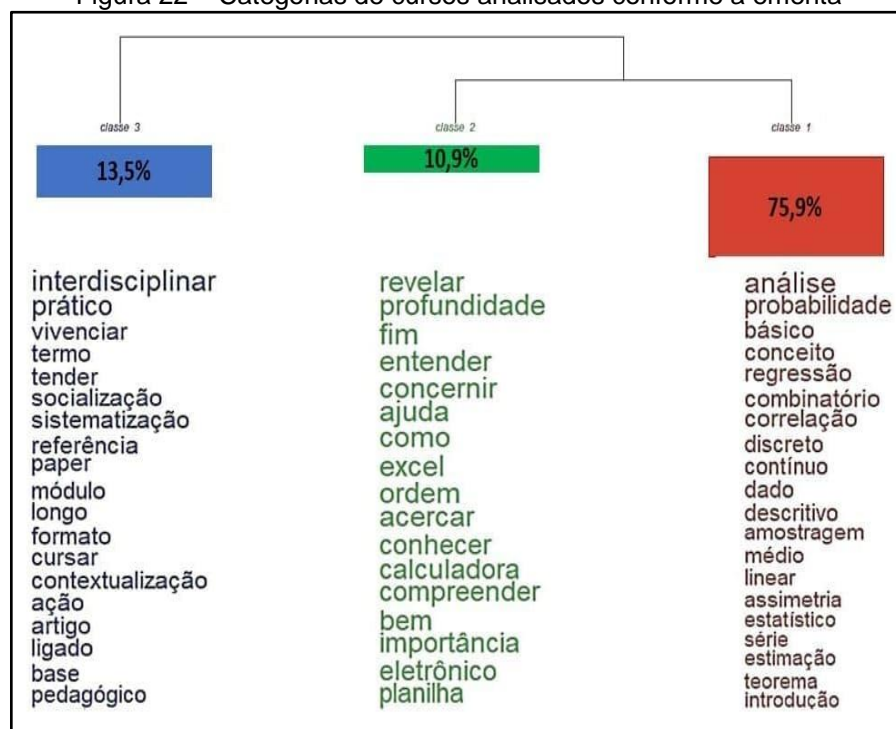 Figura 22 – Categorias de cursos analisados conforme a ementa
classe 3
13,5%
interdisciplinar
prático
vivenciar
termo
tender
socialização
sistematização
referência
paper
módulo
longo
formato
cursar
contextualização
ação
artigo
ligado
base
pedagógico
classe 2
10,9%
revelar
profundidade
fim
entender
concernir
ajuda
como
excel
ordem
acercar
conhecer
calculadora
compreender
bem
importância
eletrônico
planilha
classe 1
75,9%
análise
probabilidade
básico
conceito
regressão
combinatório
correlação
discreto
contínuo
dado
descritivo
amostragem
médio
linear
assimetria
estatístico
série
estimação
teorema
introdução